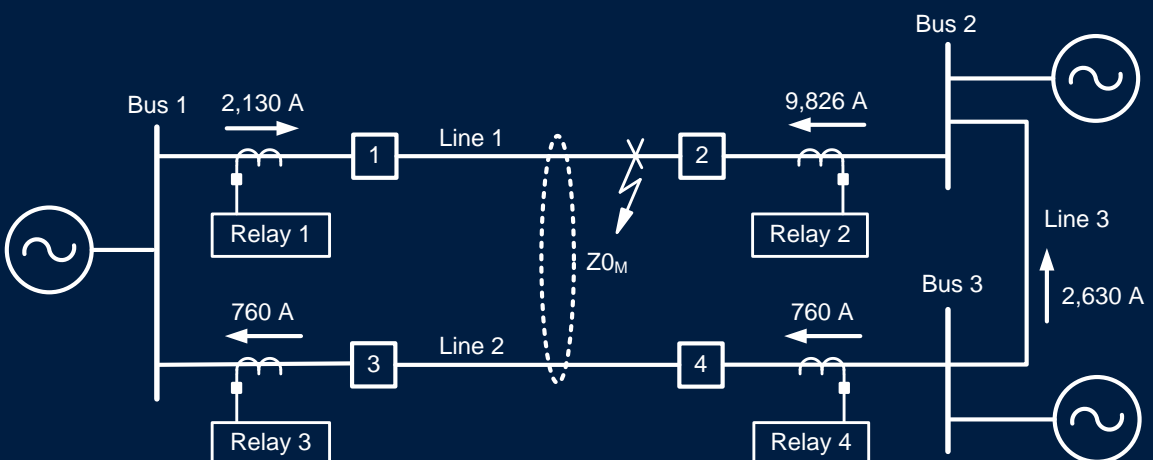 Bus 2
Bus 1
2,130 A
9,826 A
1
Line 1
2
Relay 1
Relay 2
Line 3
Z0M
Bus 3
2,630 A
760 A
760 A
3
Line 2
4
Relay 3
Relay 4